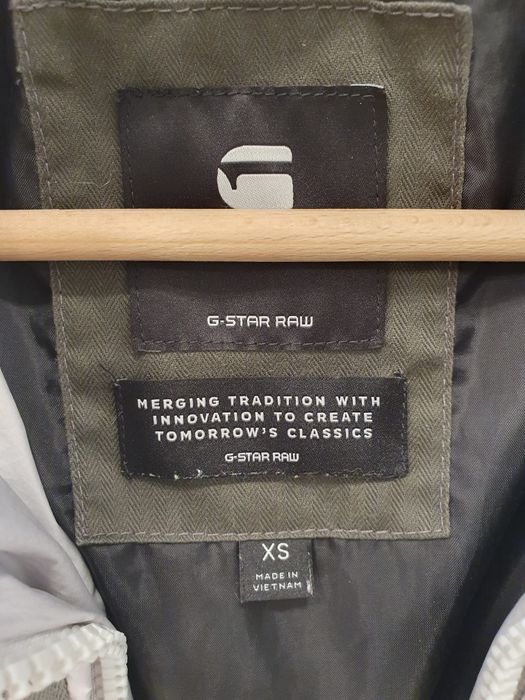 G-STAR RAW
MERGING TRADITION WITH
INNOVATION TO CREATE
TOMORROW'S CLASSICS
G-STAR RAW
XS
MADE IN
VIETNAM